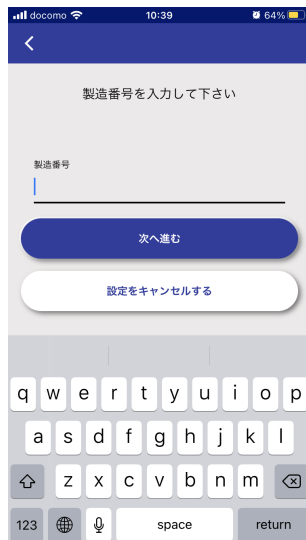 docomo 10:39 64%
製造番号を入力して下さい
製造番号
次へ進む
設定をキャンセルする
q w e r t y u i o p
a s d f g h j k l
z x c v b n m
123 space return